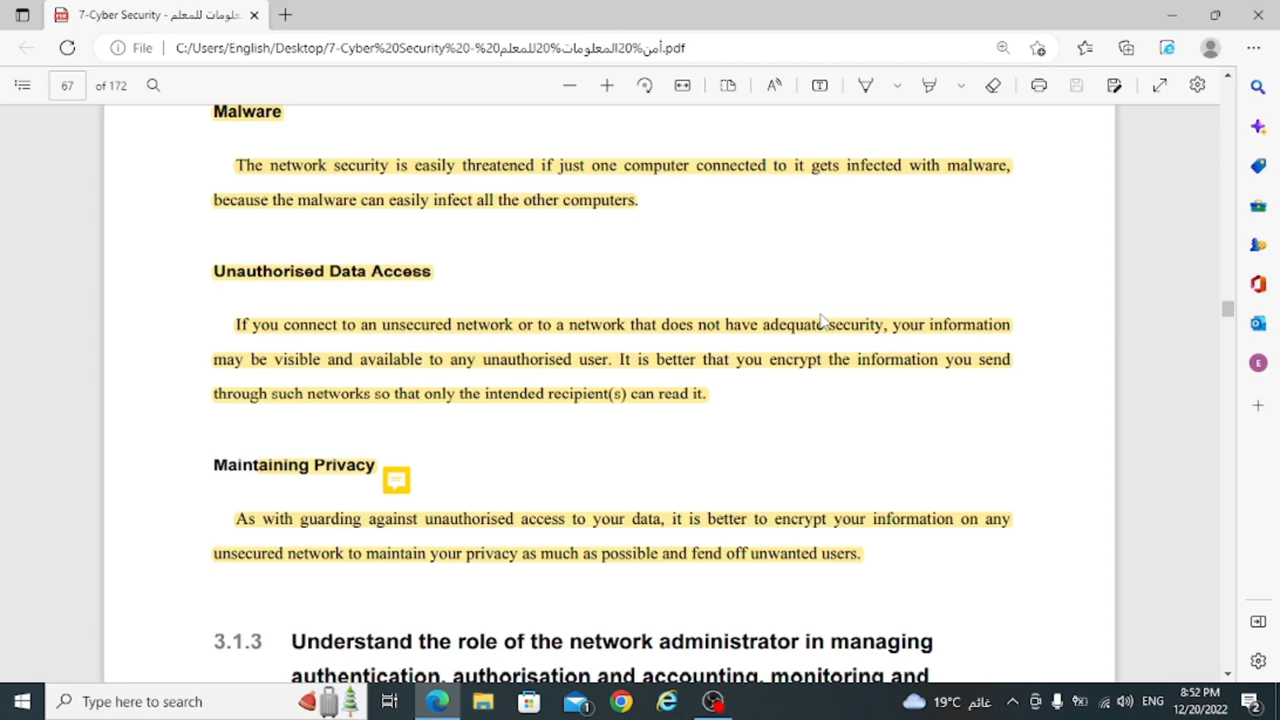 7-Cyber Security - علومات للمعلم
File
C:/Users/English/Desktop/7-Cyber%20Security%20-%20أمن%20المعلومات%20للمعلم.pdf
67 of 172
Malware
The network security is easily threatened if just one computer connected to it gets infected with malware,
because the malware can easily infect all the other computers.
Unauthorised Data Access
If you connect to an unsecured network or to a network that does not have adequate security, your information
may be visible and available to any unauthorised user. It is better that you encrypt the information you send
through such networks so that only the intended recipient(s) can read it.
Maintaining Privacy
As with guarding against unauthorised access to your data, it is better to encrypt your information on any
unsecured network to maintain your privacy as much as possible and fend off unwanted users.
3.1.3 Understand the role of the network administrator in managing
authentication, authorisation and accounting, monitoring and
E
Type here to search
1
19°C غائم
ENG
8:52 PM
12/20/2022
2